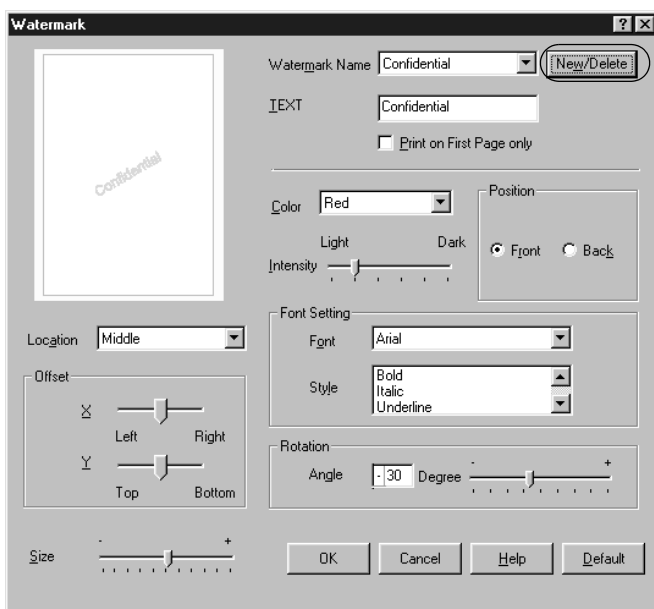 Watermark
Confidential
Watermark Name Confidential New/Delete
TEXT Confidential
Print on First Page only
Color Red
Light Dark
Intensity
Position
Front Back
Location Middle
Offset
X
Left Right
Y
Top Bottom
Size - +
Font Setting
Font Arial
Style Bold
Italic
Underline
Rotation
Angle -30 Degree - +
OK Cancel Help Default